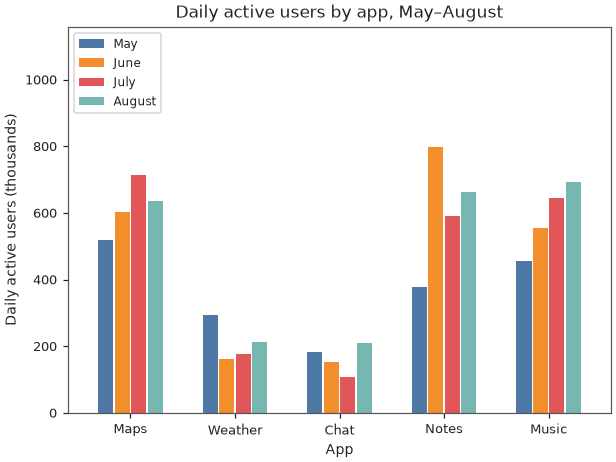 Daily active users by app, May–August
May
June
July
August
Daily active users (thousands)
1000
800
600
400
200
0
Maps
Weather
Chat
Notes
Music
App